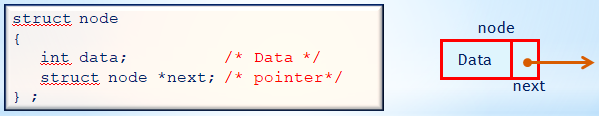 struct node
{
int data; /* Data */
struct node *next; /* pointer*/
} ;
node
Data
next